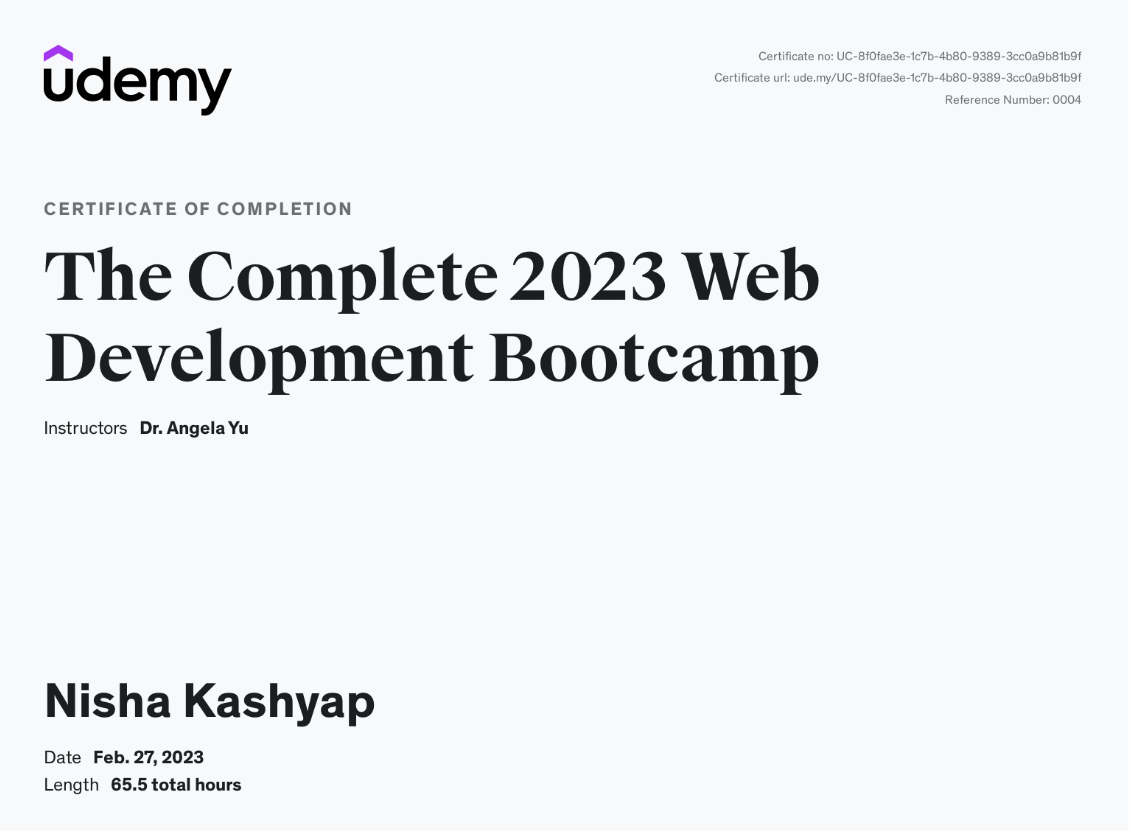 udemy
Certificate no: UC-8f0fae3e-1c7b-4b80-9389-3cc0a9b81b9f
Certificate url: ude.my/UC-8f0fae3e-1c7b-4b80-9389-3cc0a9b81b9f
Reference Number: 0004
CERTIFICATE OF COMPLETION
The Complete 2023 Web
Development Bootcamp
Instructors Dr. Angela Yu
Nisha Kashyap
Date Feb. 27, 2023
Length 65.5 total hours